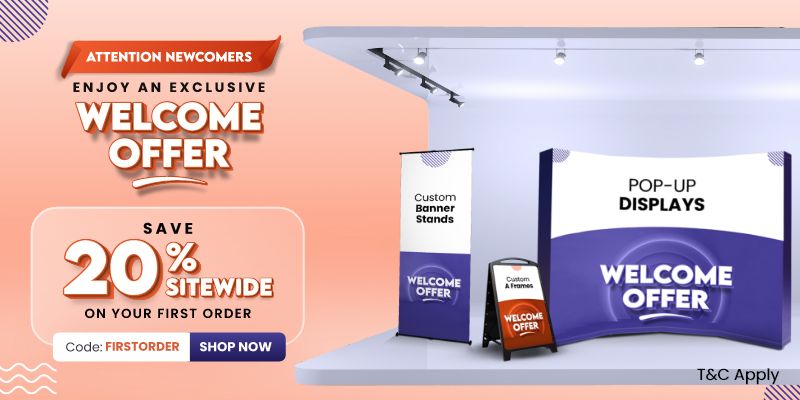 ATTENTION NEWCOMERS
ENJOY AN EXCLUSIVE
WELCOME
OFFER
SAVE
20%
SITEWIDE
ON YOUR FIRST ORDER
Code: FIRSTORDER
SHOP NOW
Custom
Banner
Stands
WELCOME
OFFER
Custom
A Frames
WELCOME
OFFER
POP-UP
DISPLAYS
WELCOME
OFFER
T&C Apply